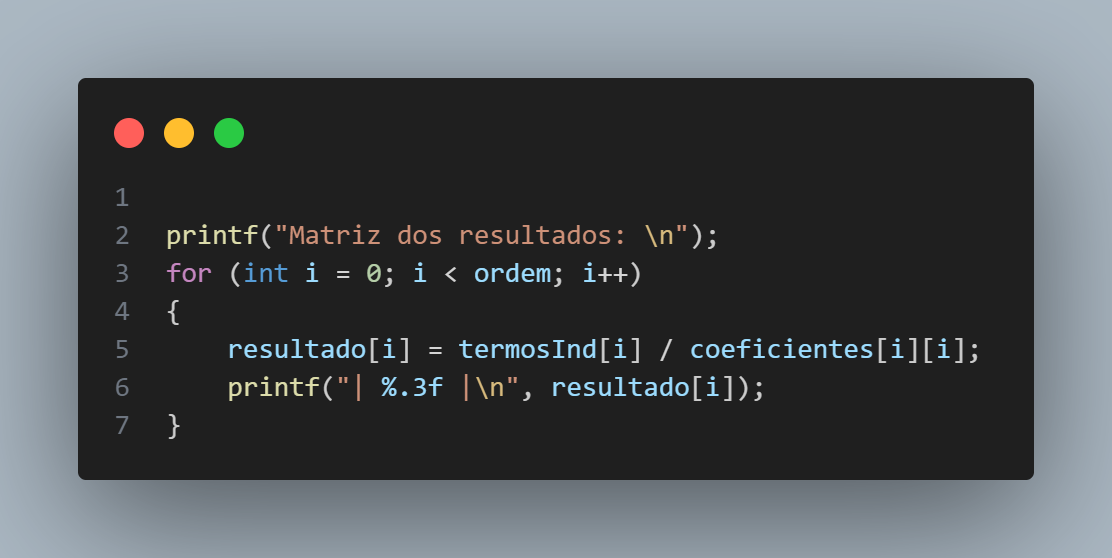 1
2 printf("Matriz dos resultados: \n");
3 for (int i = 0; i < ordem; i++)
4 {
5     resultado[i] = termosInd[i] / coeficientes[i][i];
6     printf("| %.3f |\n", resultado[i]);
7 }